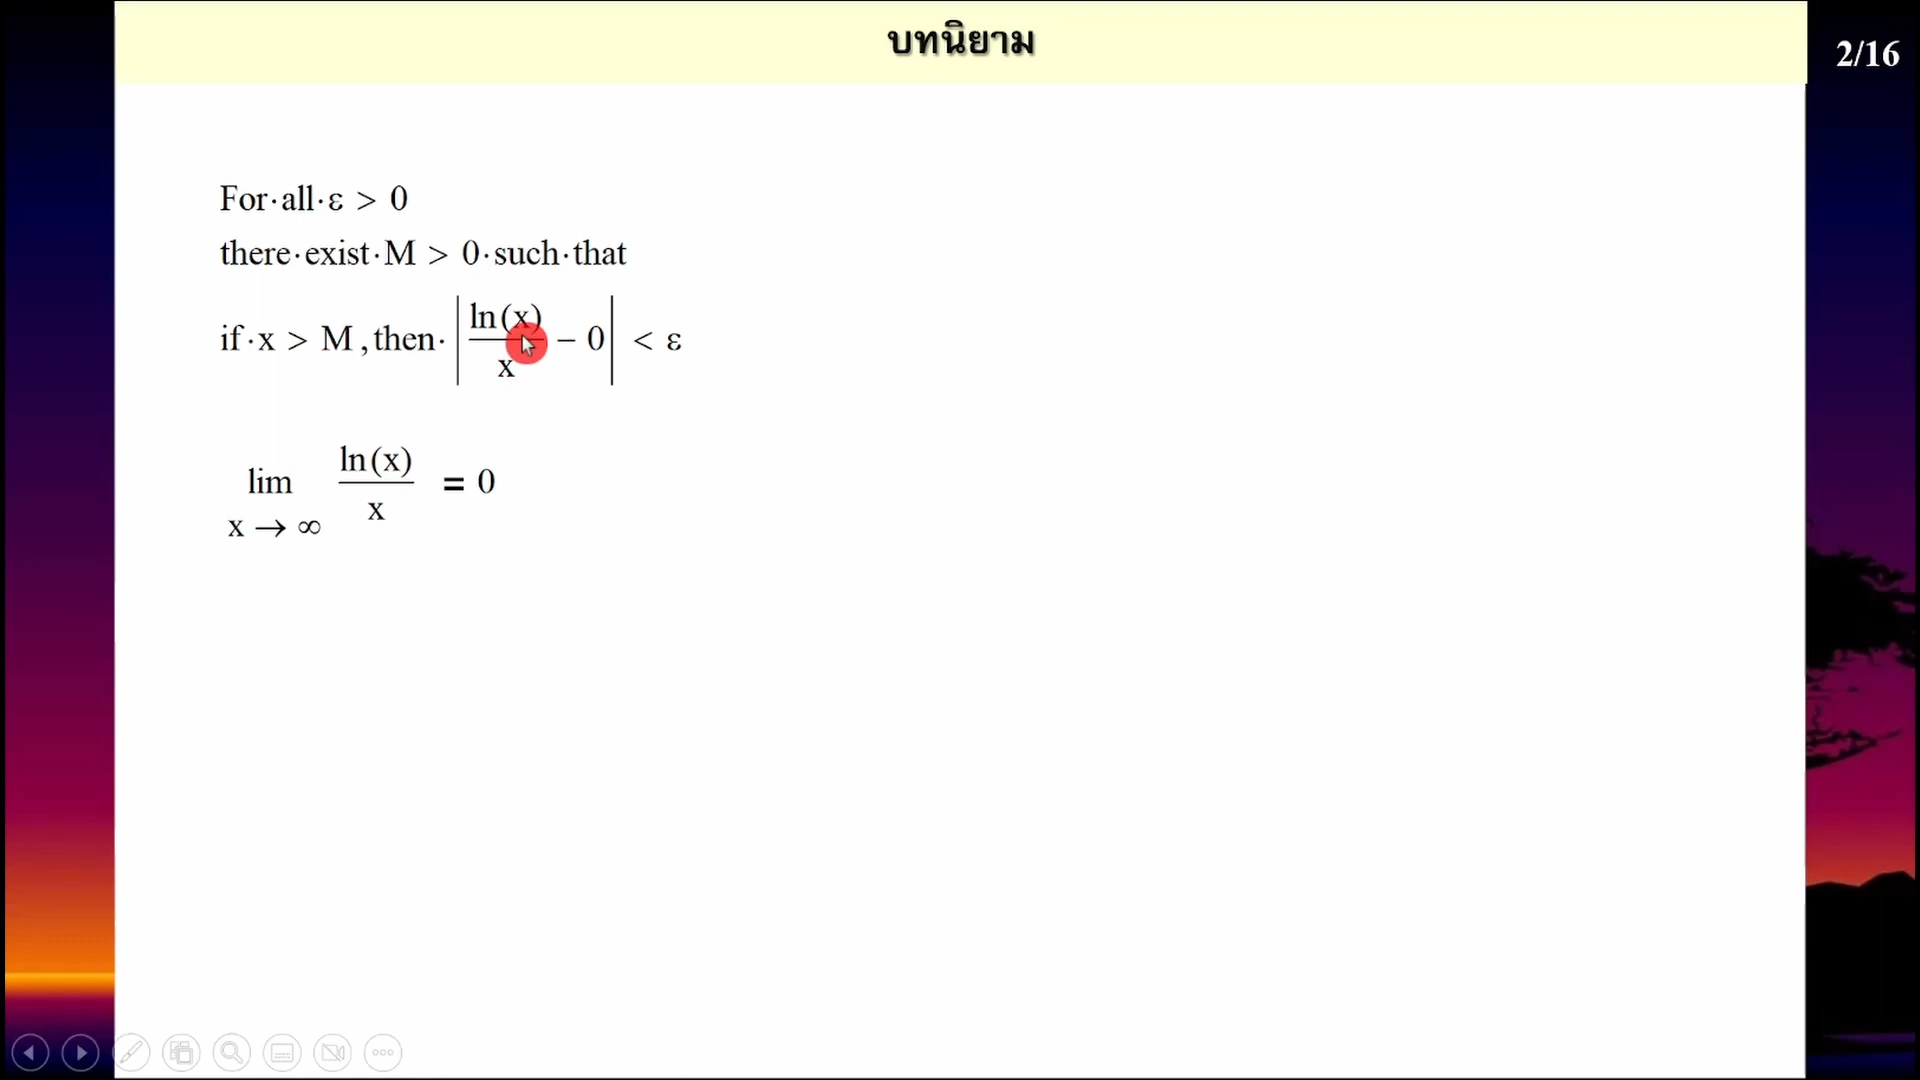 บทนิยาม
2/16
For·all·ε > 0
there·exist·M > 0·such·that
if·x > M ,then· | ln(x)/x − 0 | < ε
lim x → ∞ ln(x)/x = 0